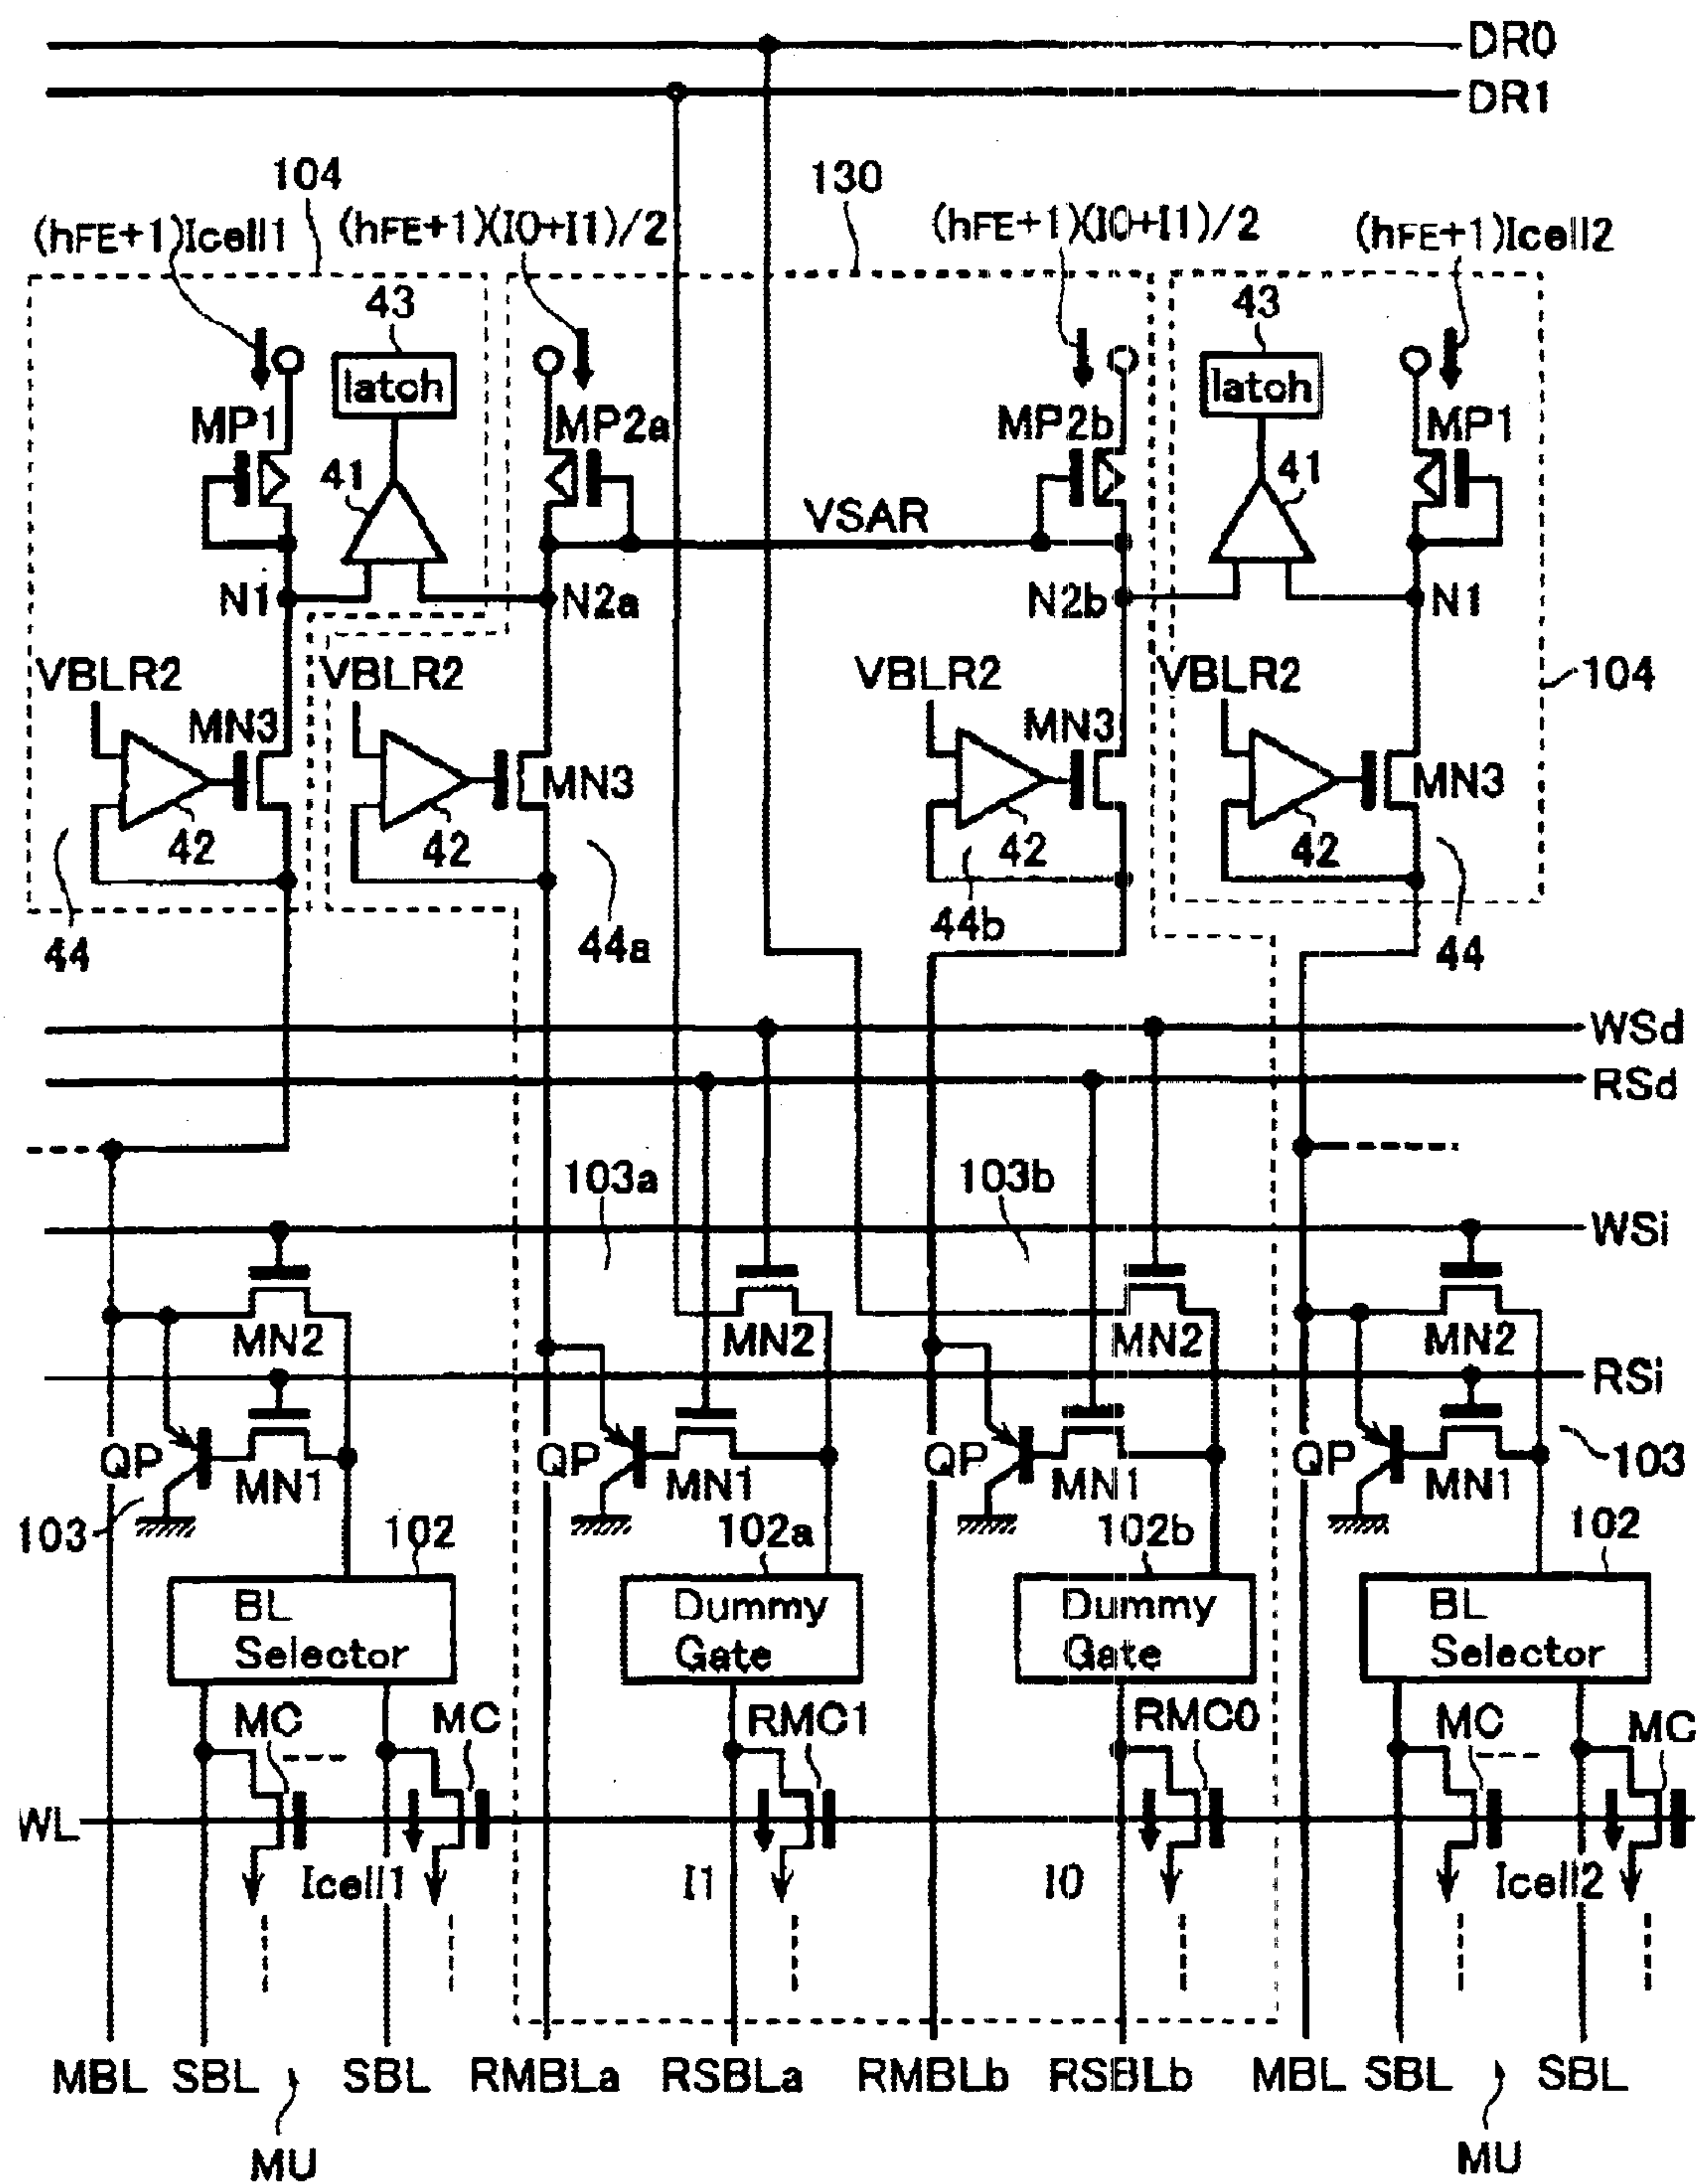 DR0
DR1
104
130
(hFE+1)Icell1
(hFE+1)(I0+I1)/2
(hFE+1)(I0+I1)/2
(hFE+1)Icell2
43
43
latch
latch
MP1
MP2a
MP2b
MP1
41
41
VSAR
N1
N2a
N2b
N1
VBLR2
VBLR2
VBLR2
VBLR2
104
MN3
MN3
MN3
MN3
42
42
42
42
44
44a
44b
44
WSd
RSd
103a
103b
WSi
MN2
MN2
MN2
MN2
RSi
QP
QP
QP
QP
MN1
MN1
MN1
MN1
103
103
102
102a
102b
102
BL
Selector
Dummy
Gate
Dummy
Gate
BL
Selector
MC
MC
RMC1
RMC0
MC
MC
WL
Icell1
I1
I0
Icell2
MBL
SBL
SBL
RMBLa
RSBLa
RMBLb
RSBLb
MBL
SBL
SBL
MU
MU